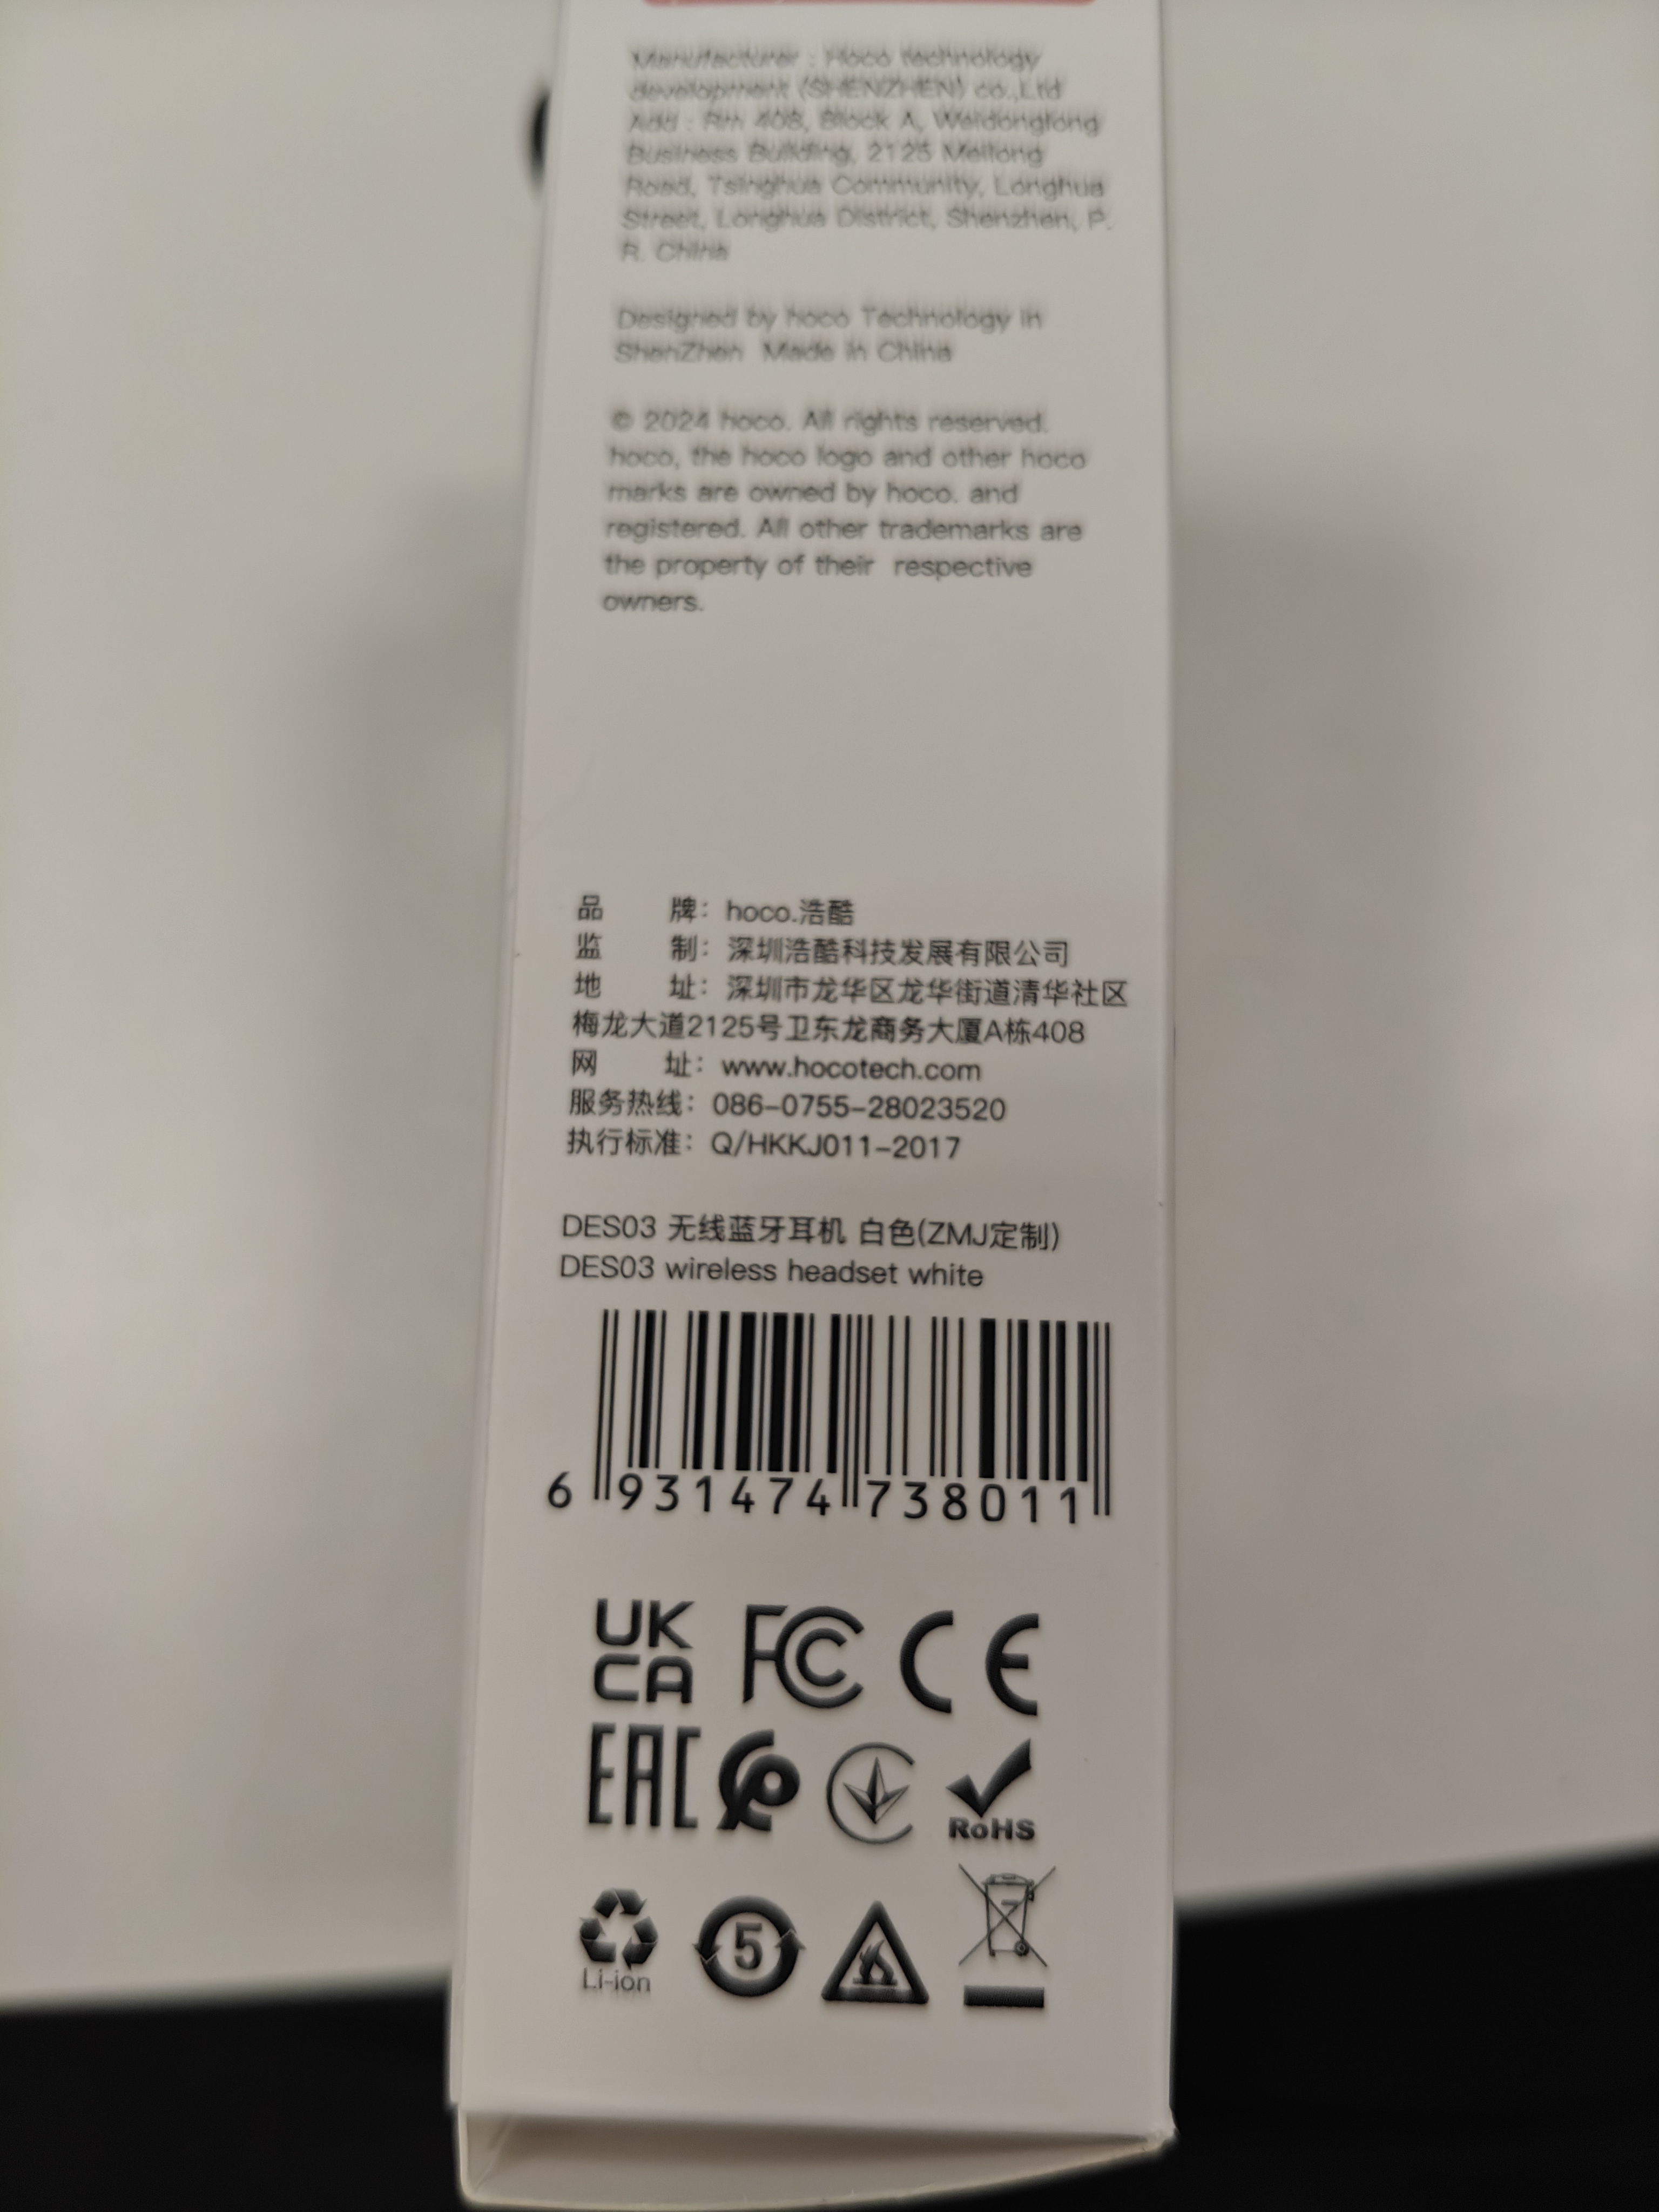 Manufacturer : Hoco technology
development (SHENZHEN) co.,Ltd
Add : Rm 408, Block A, Weidonglong
Business Building, 2125 Meilong
Road, Tsinghua Community, Longhua
Street, Longhua District, Shenzhen, P.
R. China
Designed by hoco Technology in
ShenZhen  Made in China
© 2024 hoco. All rights reserved.
hoco, the hoco logo and other hoco
marks are owned by hoco. and
registered. All other trademarks are
the property of their  respective
owners.
品 牌：hoco.浩酷
监 制：深圳浩酷科技发展有限公司
地 址：深圳市龙华区龙华街道清华社区
梅龙大道2125号卫东龙商务大厦A栋408
网 址：www.hocotech.com
服务热线：086-0755-28023520
执行标准：Q/HKKJ011-2017
DES03 无线蓝牙耳机 白色(ZMJ定制)
DES03 wireless headset white
6 931474 738011
UK FC CE
CA
EAC RoHS
5
Li-ion